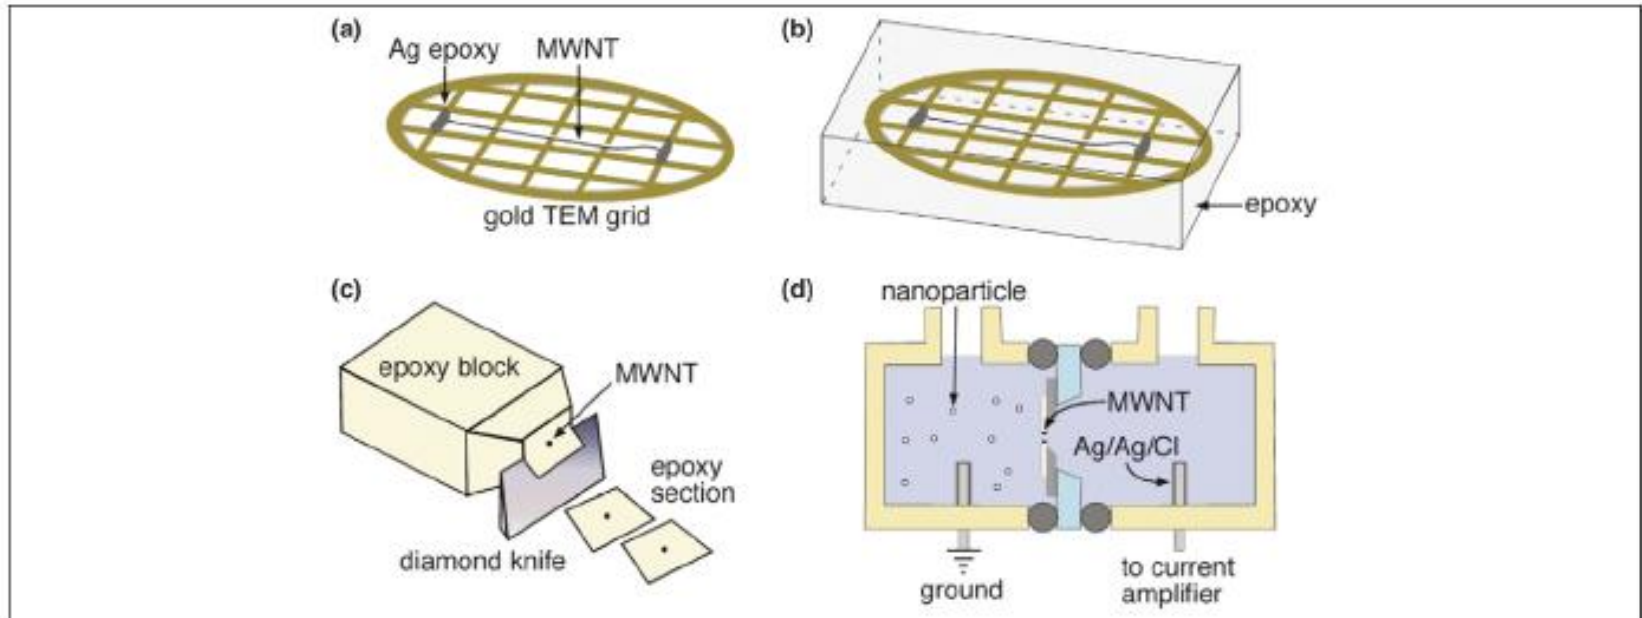 (a)
Ag epoxy
MWNT
gold TEM grid
(b)
epoxy
(c)
epoxy block
MWNT
epoxy
section
diamond knife
(d)
nanoparticle
MWNT
Ag/Ag/Cl
ground
to current
amplifier